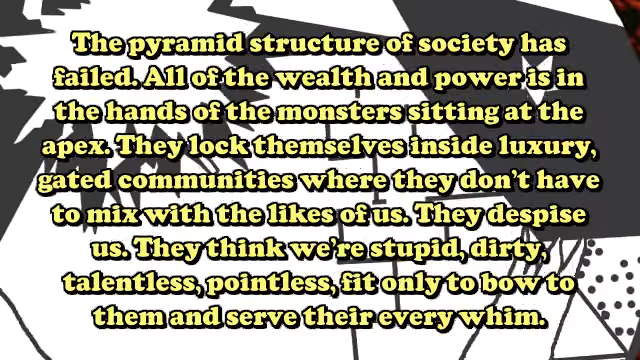 The pyramid structure of society has
failed. All of the wealth and power is in
the hands of the monsters sitting at the
apex. They lock themselves inside luxury,
gated communities where they don't have
to mix with the likes of us. They despise
us. They think we're stupid, dirty,
talentless, pointless, fit only to bow to
them and serve their every whim.